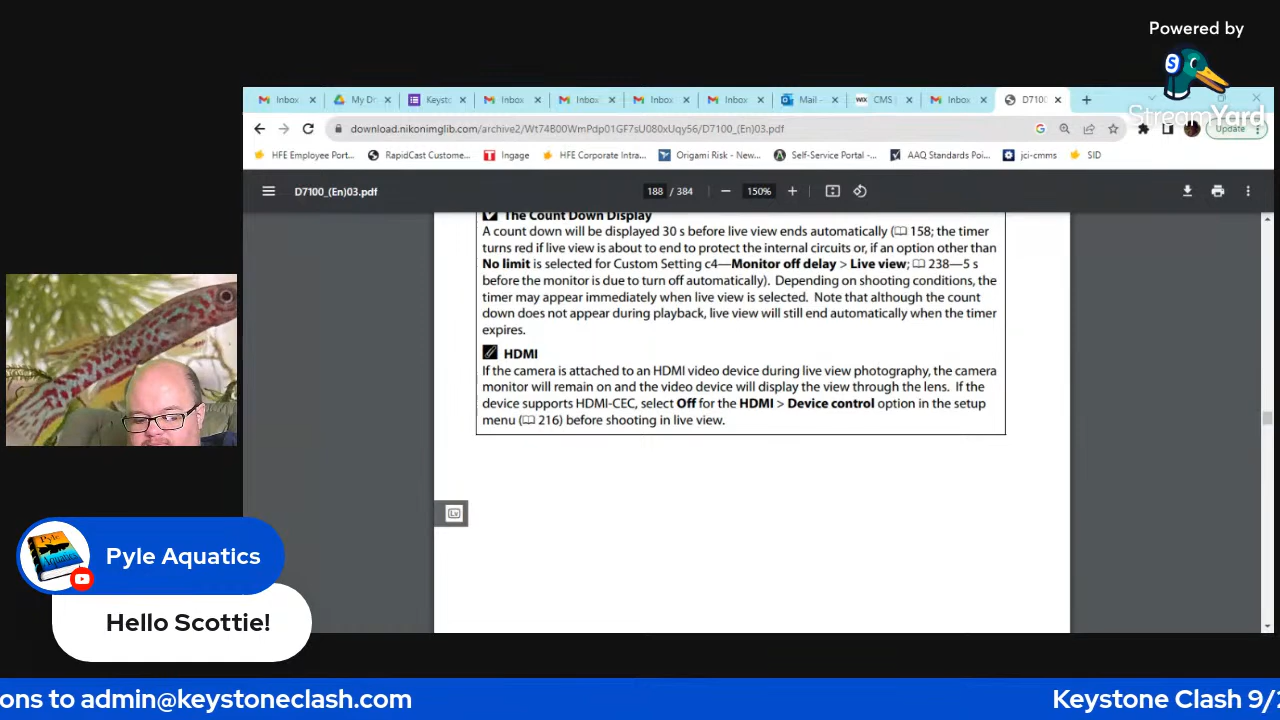 Powered by
StreamYard
Inbox
My Dr
Keysto
Inbox
Inbox
Inbox
Inbox
Mail -
WIX
CMS |
Inbox
D710(
download.nikonimglib.com/archive2/Wt74B00WmPdp01GF7sU080xUqy56/D7100_(En)03.pdf
Update
HFE Employee Port...
RapidCast Custome...
Ingage
HFE Corporate Intra...
Origami Risk - New...
Self-Service Portal -...
AAQ Standards Poi...
jci-cmms
SID
D7100_(En)03.pdf
188 / 384
150%
The Count Down Display
A count down will be displayed 30 s before live view ends automatically (158; the timer
turns red if live view is about to end to protect the internal circuits or, if an option other than
No limit is selected for Custom Setting c4—Monitor off delay > Live view; 238—5 s
before the monitor is due to turn off automatically). Depending on shooting conditions, the
timer may appear immediately when live view is selected. Note that although the count
down does not appear during playback, live view will still end automatically when the timer
expires.
HDMI
If the camera is attached to an HDMI video device during live view photography, the camera
monitor will remain on and the video device will display the view through the lens. If the
device supports HDMI-CEC, select Off for the HDMI > Device control option in the setup
menu (216) before shooting in live view.
Lv
Pyle Aquatics
Hello Scottie!
ons to admin@keystoneclash.com
Keystone Clash 9/2